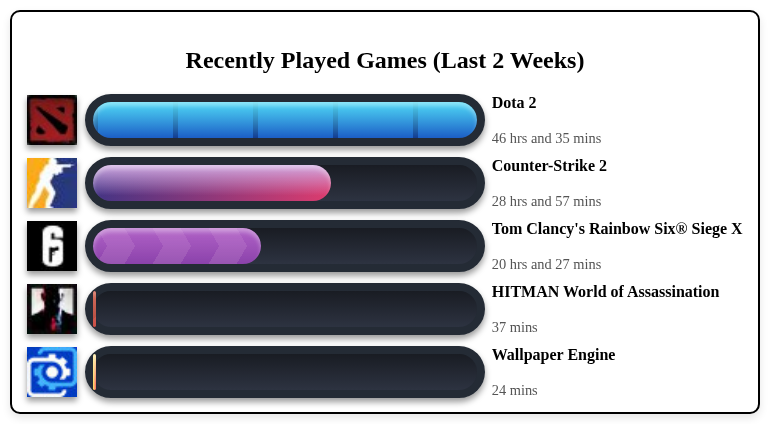 Recently Played Games (Last 2 Weeks)
Dota 2
46 hrs and 35 mins
Counter-Strike 2
28 hrs and 57 mins
Tom Clancy's Rainbow Six® Siege X
20 hrs and 27 mins
HITMAN World of Assassination
37 mins
Wallpaper Engine
24 mins